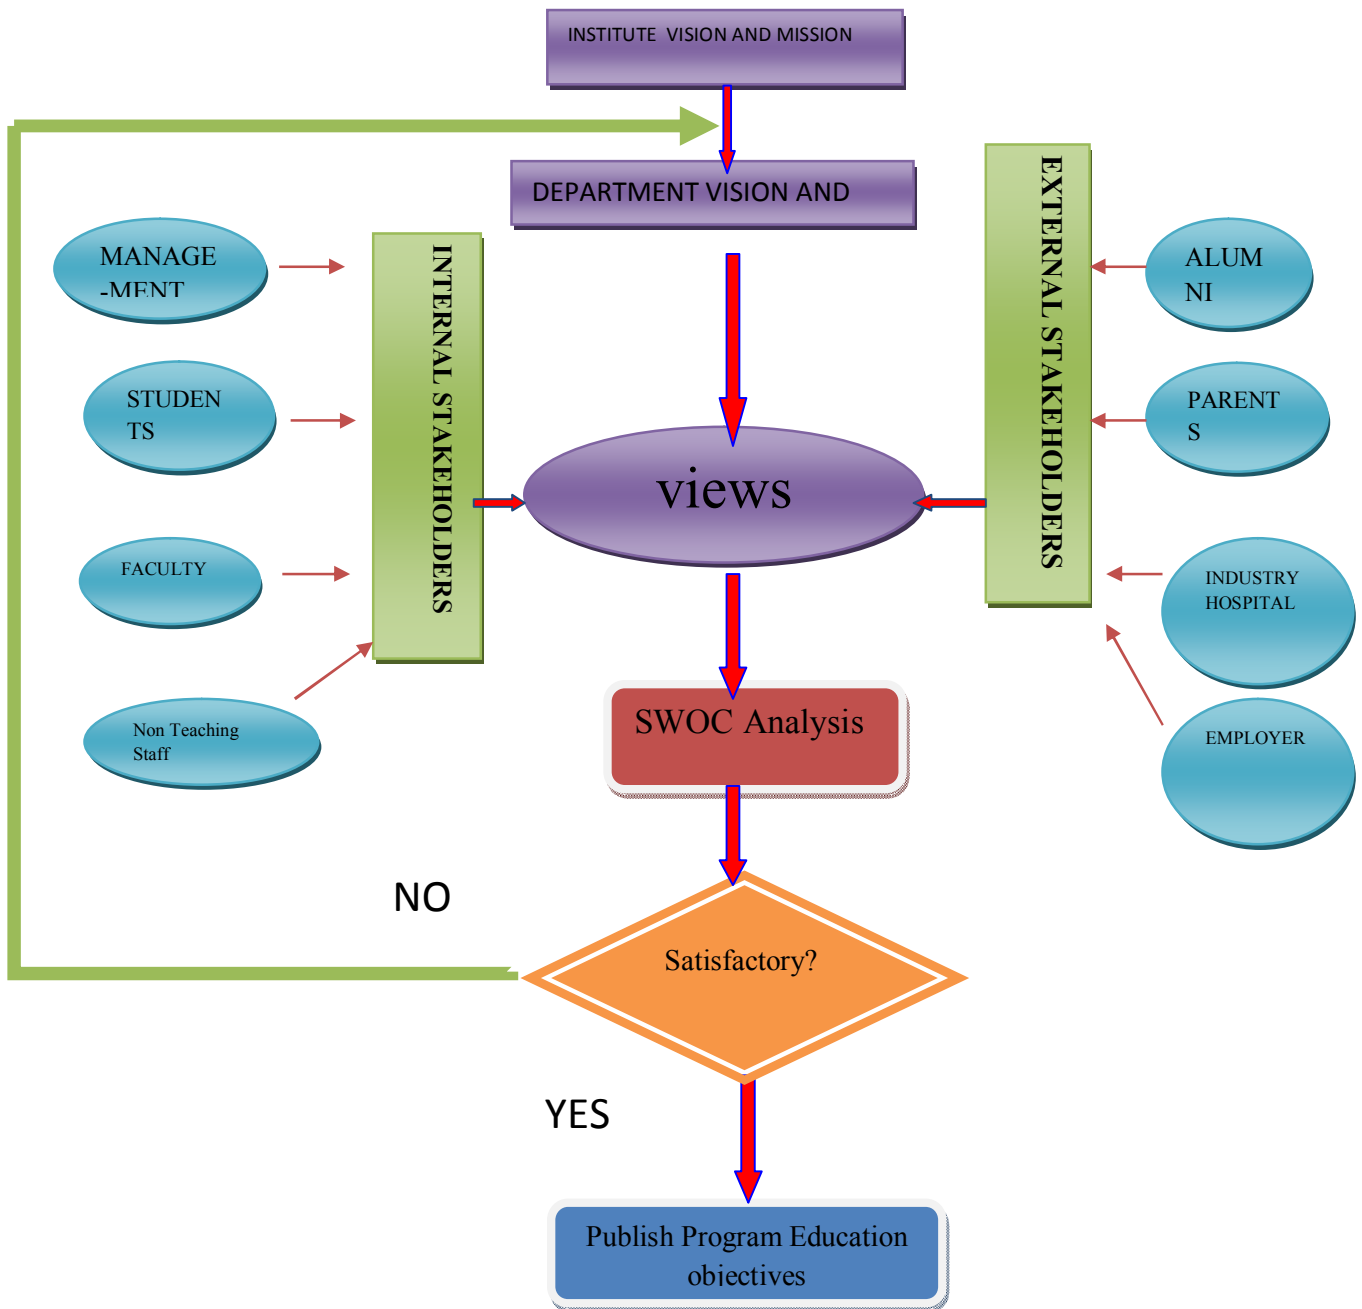 INSTITUTE VISION AND MISSION
DEPARTMENT VISION AND
MANAGE
-MENT
STUDEN
TS
FACULTY
Non Teaching
Staff
INTERNAL STAKEHOLDERS
EXTERNAL STAKEHOLDERS
ALUM
NI
PARENT
S
INDUSTRY
HOSPITAL
EMPLOYER
views
SWOC Analysis
NO
Satisfactory?
YES
Publish Program Education
objectives